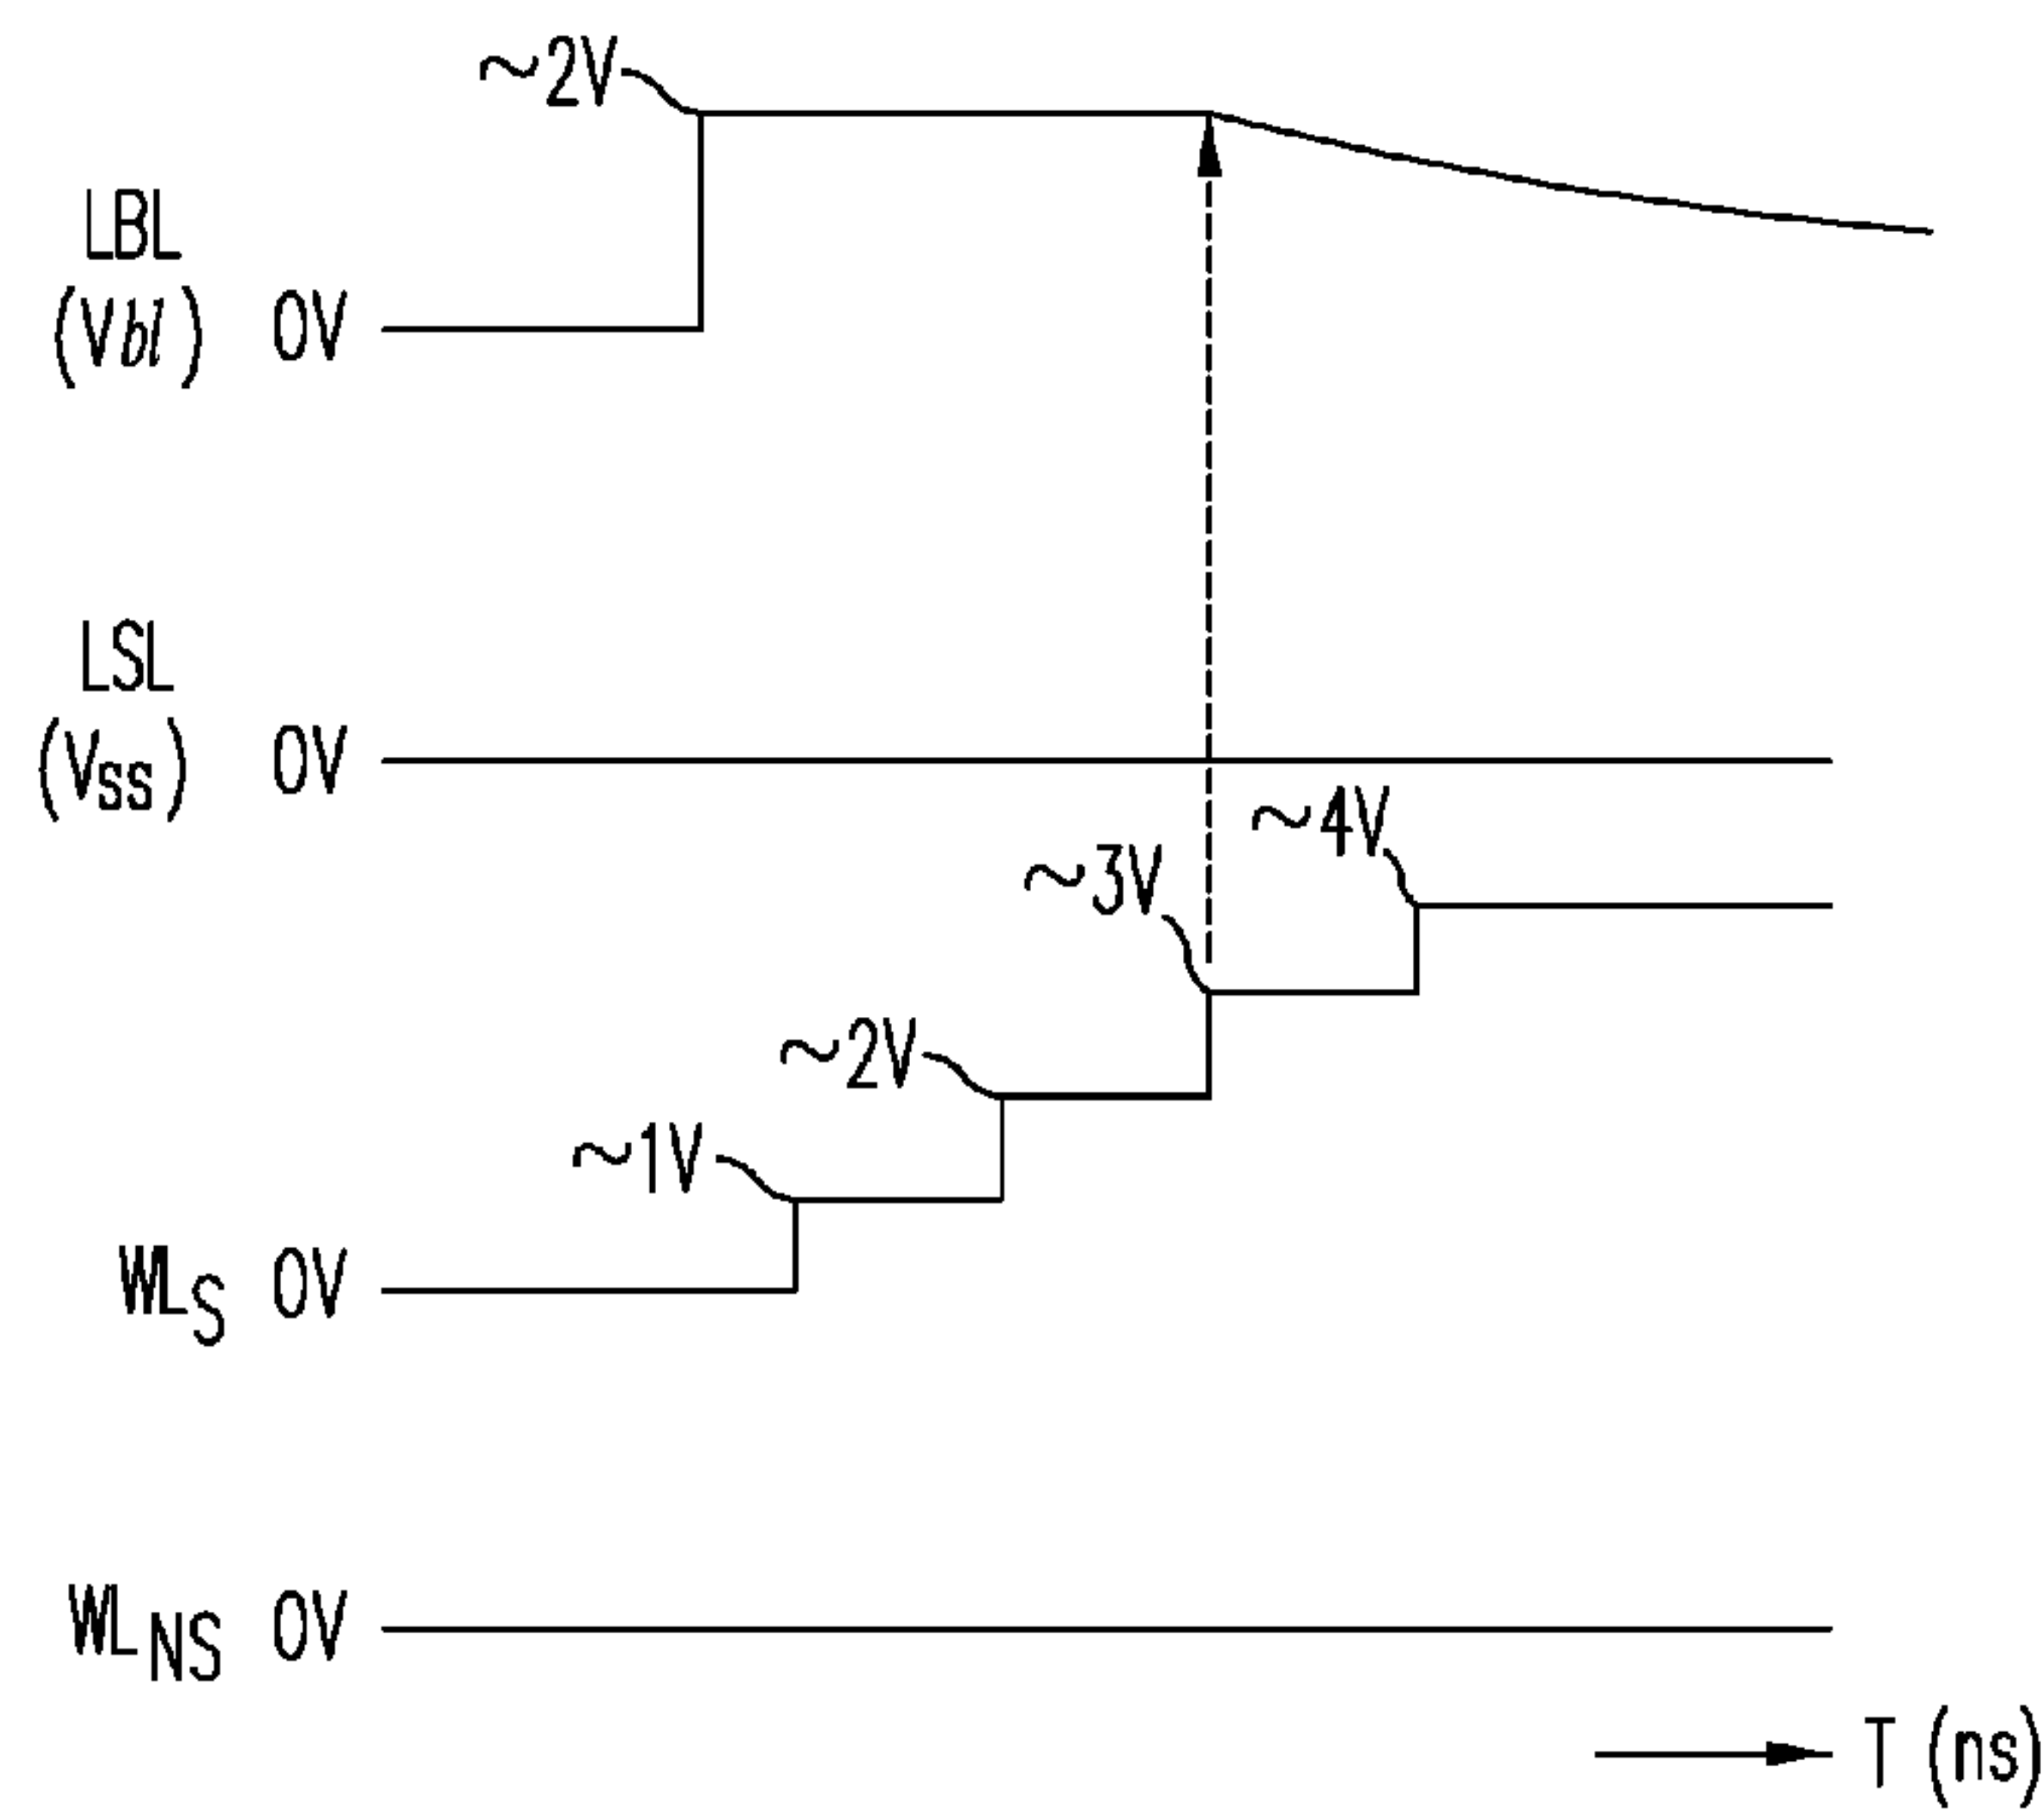 ~2V
LBL
(Vbl) 0V
LSL
(Vss) 0V
~4V
~3V
~2V
~1V
WLS 0V
WLNS 0V
T (ns)